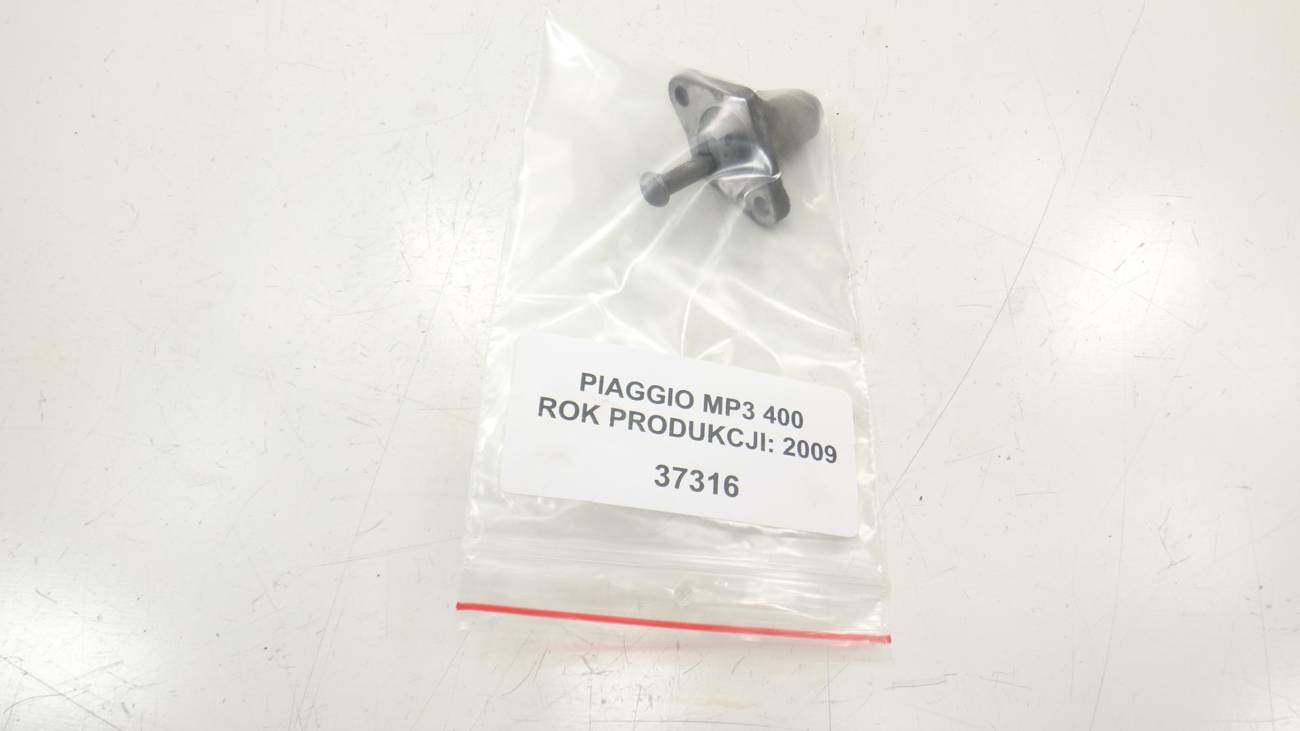 PIAGGIO MP3 400
ROK PRODUKCJI: 2009
37316